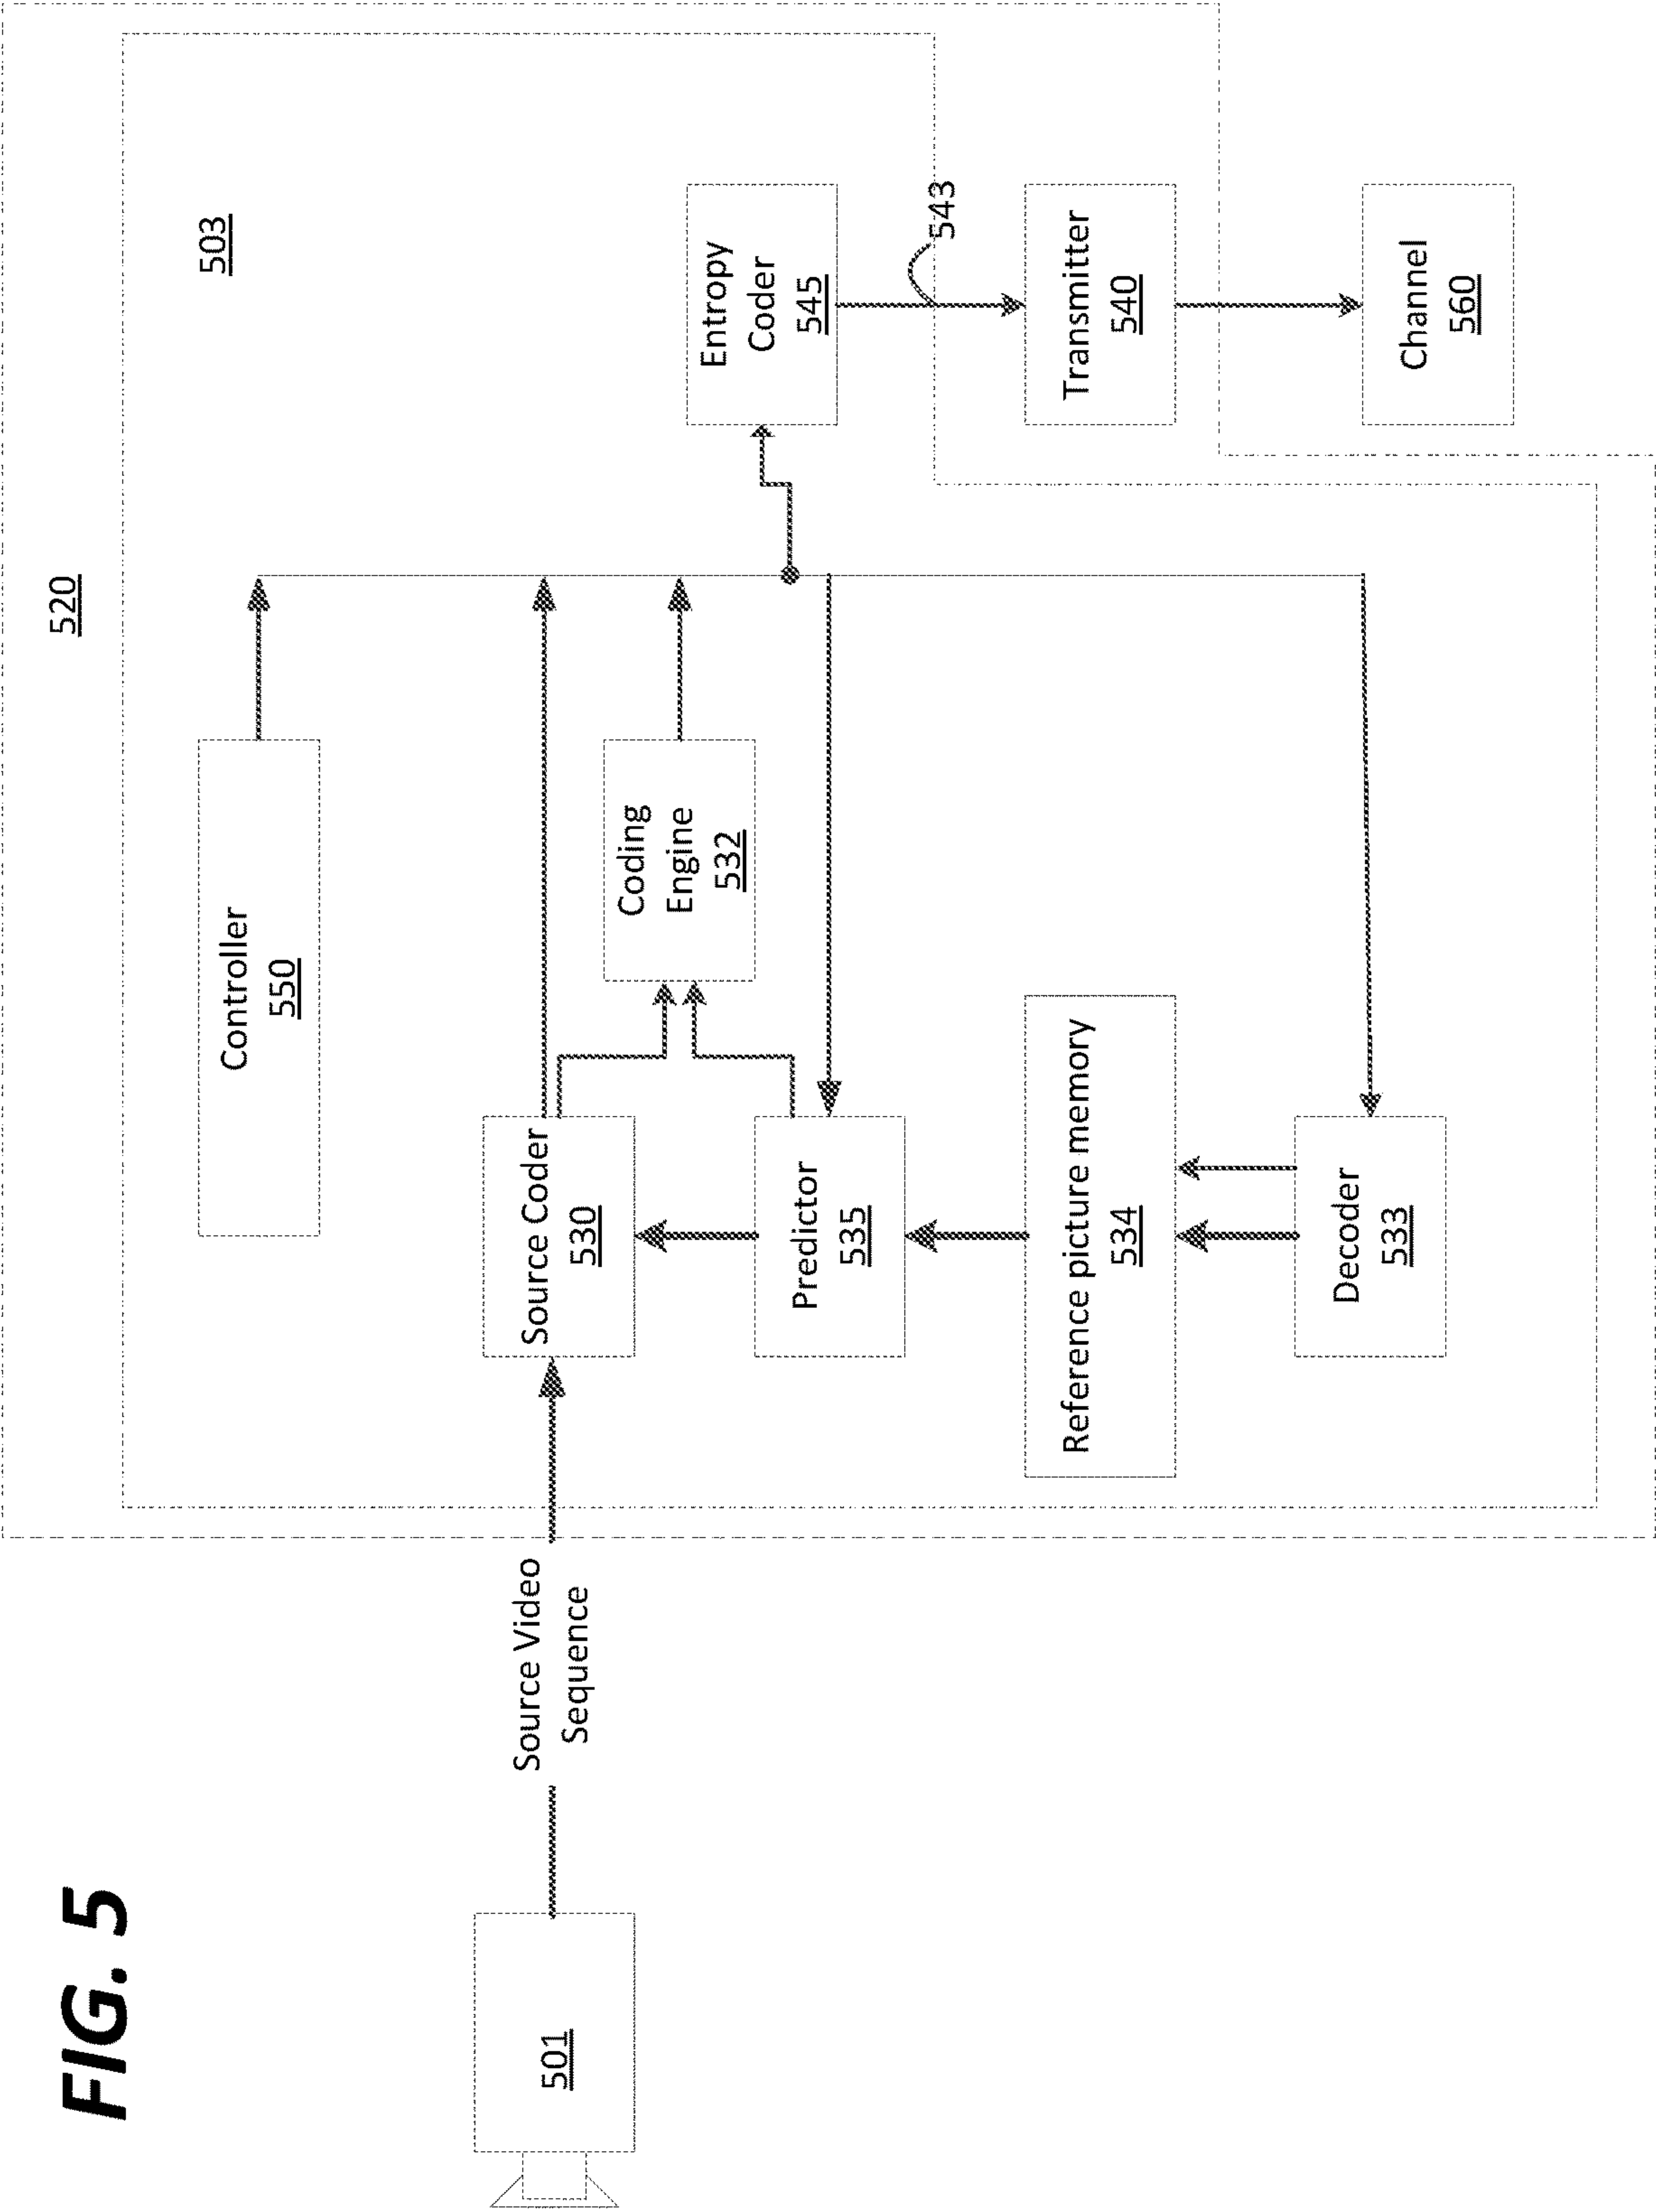 FIG. 5
520
503
Controller
550
501
Source Video
Sequence
Source Coder
530
Coding
Engine
532
Entropy
Coder
545
543
Predictor
535
Reference picture memory
534
Transmitter
540
Decoder
533
Channel
560